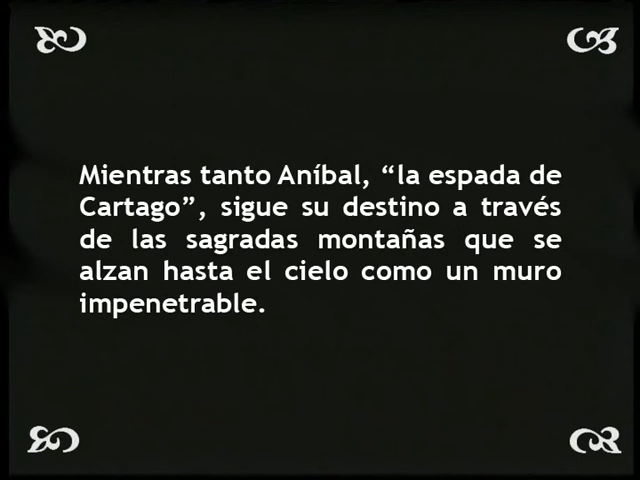 Mientras tanto Aníbal, “la espada de
Cartago”, sigue su destino a través
de las sagradas montañas que se
alzan hasta el cielo como un muro
impenetrable.